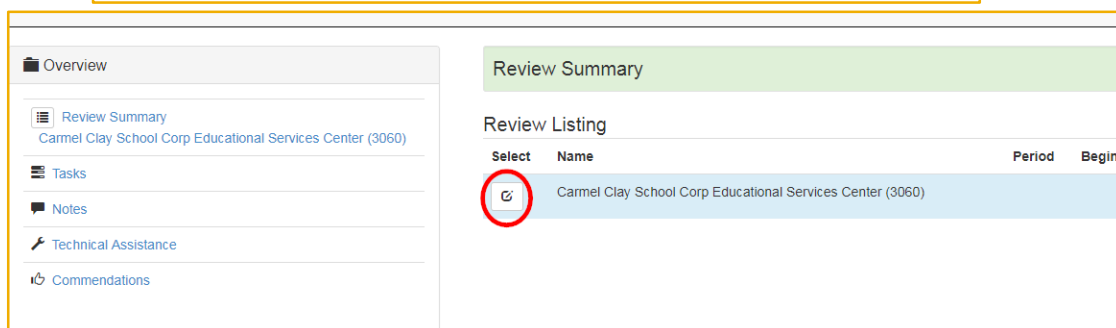 Overview
Review Summary
Carmel Clay School Corp Educational Services Center (3060)
Tasks
Notes
Technical Assistance
Commendations
Review Summary
Review Listing
Select Name Period Begin
Carmel Clay School Corp Educational Services Center (3060)